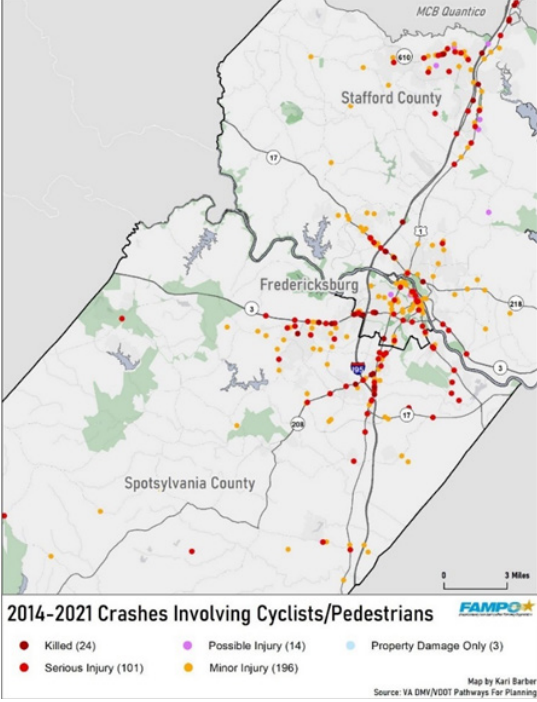 MCB Quantico
610
Stafford County
17
1
Fredericksburg
218
3
3
I95
17
208
Spotsylvania County
0 3 Miles
2014-2021 Crashes Involving Cyclists/Pedestrians
FAMPO
Killed (24)
Possible Injury (14)
Property Damage Only (3)
Serious Injury (101)
Minor Injury (196)
Map by Kari Barber
Source: VA DMV/VDOT Pathways For Planning